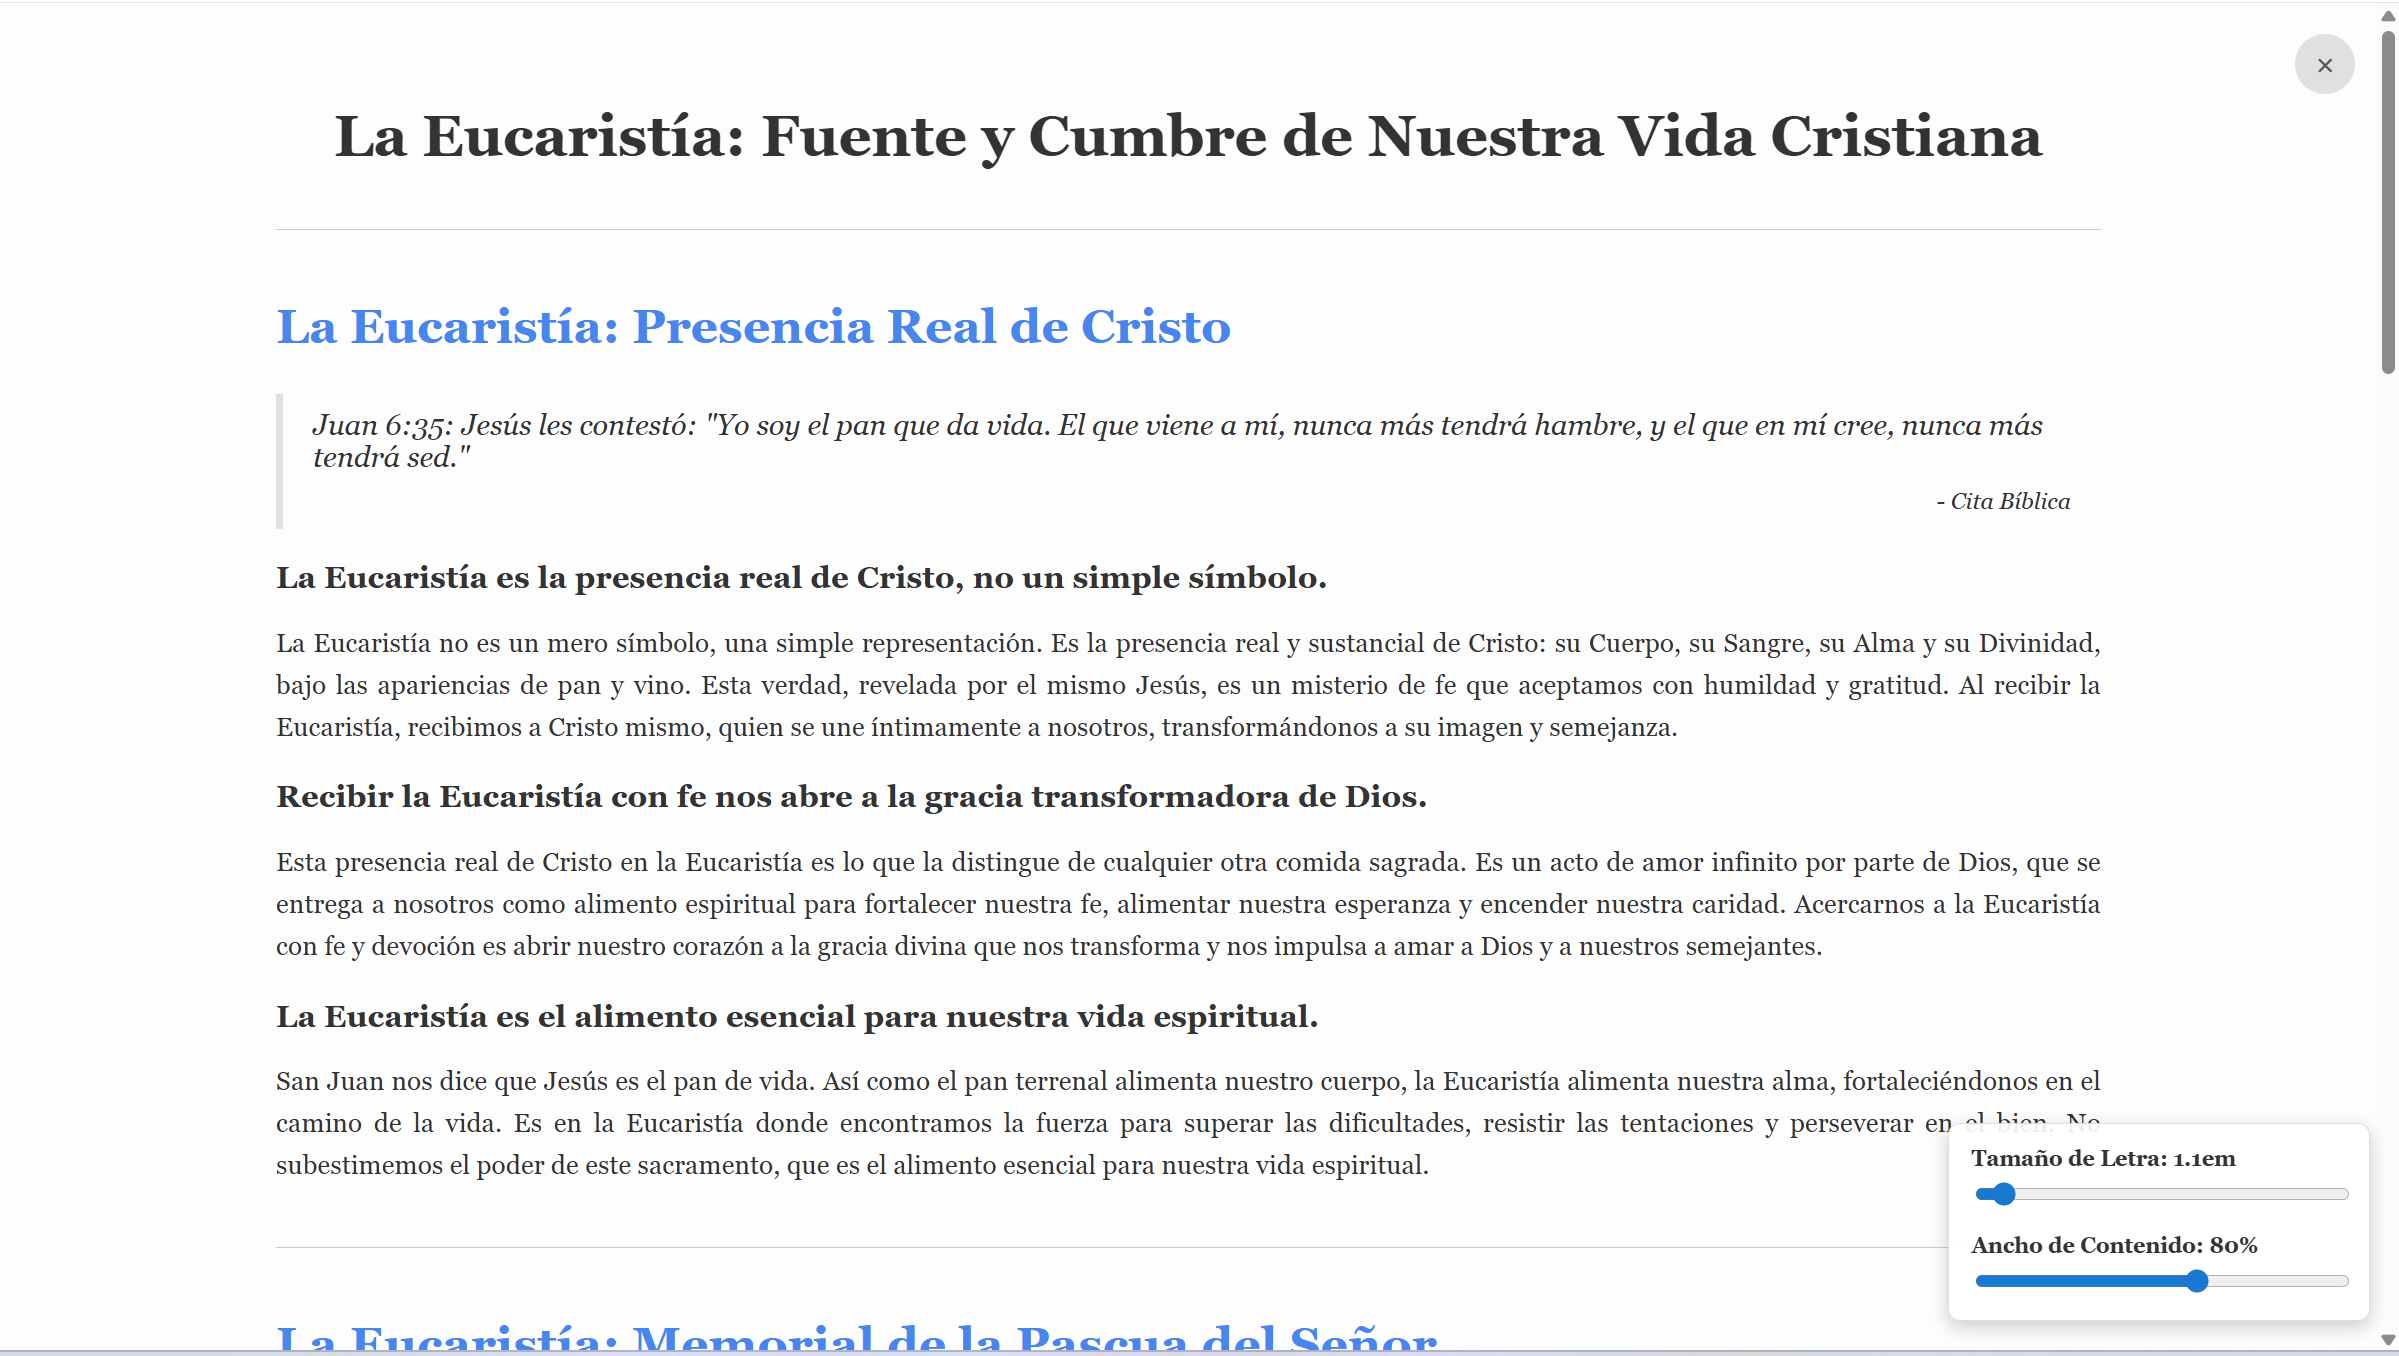 ×
La Eucaristía: Fuente y Cumbre de Nuestra Vida Cristiana
La Eucaristía: Presencia Real de Cristo
Juan 6:35: Jesús les contestó: "Yo soy el pan que da vida. El que viene a mí, nunca más tendrá hambre, y el que en mí cree, nunca más
tendrá sed."
- Cita Bíblica
La Eucaristía es la presencia real de Cristo, no un simple símbolo.
La Eucaristía no es un mero símbolo, una simple representación. Es la presencia real y sustancial de Cristo: su Cuerpo, su Sangre, su Alma y su Divinidad,
bajo las apariencias de pan y vino. Esta verdad, revelada por el mismo Jesús, es un misterio de fe que aceptamos con humildad y gratitud. Al recibir la
Eucaristía, recibimos a Cristo mismo, quien se une íntimamente a nosotros, transformándonos a su imagen y semejanza.
Recibir la Eucaristía con fe nos abre a la gracia transformadora de Dios.
Esta presencia real de Cristo en la Eucaristía es lo que la distingue de cualquier otra comida sagrada. Es un acto de amor infinito por parte de Dios, que se
entrega a nosotros como alimento espiritual para fortalecer nuestra fe, alimentar nuestra esperanza y encender nuestra caridad. Acercarnos a la Eucaristía
con fe y devoción es abrir nuestro corazón a la gracia divina que nos transforma y nos impulsa a amar a Dios y a nuestros semejantes.
La Eucaristía es el alimento esencial para nuestra vida espiritual.
San Juan nos dice que Jesús es el pan de vida. Así como el pan terrenal alimenta nuestro cuerpo, la Eucaristía alimenta nuestra alma, fortaleciéndonos en el
camino de la vida. Es en la Eucaristía donde encontramos la fuerza para superar las dificultades, resistir las tentaciones y perseverar en el bien. No
subestimemos el poder de este sacramento, que es el alimento esencial para nuestra vida espiritual.
Tamaño de Letra: 1.1em
Ancho de Contenido: 80%
La Eucaristía: Memorial de la Pascua del Señor